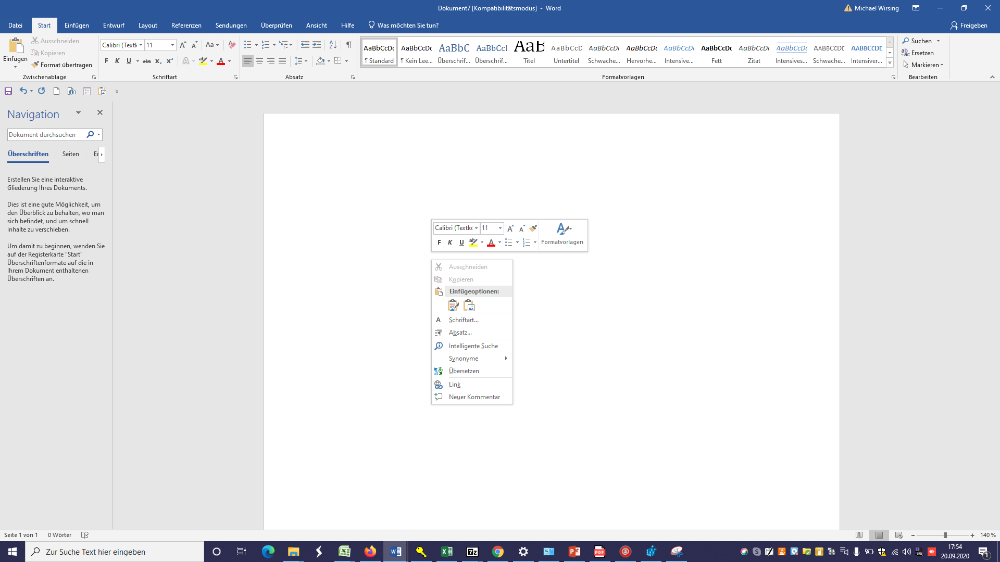 Dokument7 [Kompatibilitätsmodus] - Word
Michael Wirsing
Datei Start Einfügen Entwurf Layout Referenzen Sendungen Überprüfen Ansicht Hilfe Was möchten Sie tun? Freigeben
Einfügen
Ausschneiden
Kopieren
Format übertragen
Zwischenablage
Calibri (Textk 11 Aa
F K U abc x₂ x²
Schriftart
Absatz
AaBbCcDc AaBbCcDc AaBbC AaBbCcI AaB AaBbCcD AaBbCcDc AaBbCcDc AaBbCcDc AaBbCcDc AaBbCcDc AaBbCcDc AaBbCcDc AaBbCcDc
¶ Standard ¶ Kein Lee... Überschrif... Überschrif... Titel Untertitel Schwache... Hervorhe... Intensive... Fett Zitat Intensives... Schwache... Intensiver...
Formatvorlagen
Suchen
Ersetzen
Markieren
Bearbeiten
Navigation
Dokument durchsuchen
Überschriften Seiten Er
Erstellen Sie eine interaktive
Gliederung Ihres Dokuments.
Dies ist eine gute Möglichkeit, um
den Überblick zu behalten, wo man
sich befindet, und um schnell
Inhalte zu verschieben.
Um damit zu beginnen, wenden Sie
auf der Registerkarte "Start"
Überschriftenformate auf die in
Ihrem Dokument enthaltenen
Überschriften an.
Calibri (Textkö 11
F K U
Formatvorlagen
Ausschneiden
Kopieren
Einfügeoptionen:
Schriftart...
Absatz...
Intelligente Suche
Synonyme
Übersetzen
Link
Neuer Kommentar
Seite 1 von 1 0 Wörter
140 %
Zur Suche Text hier eingeben
17:54
20.09.2020
1